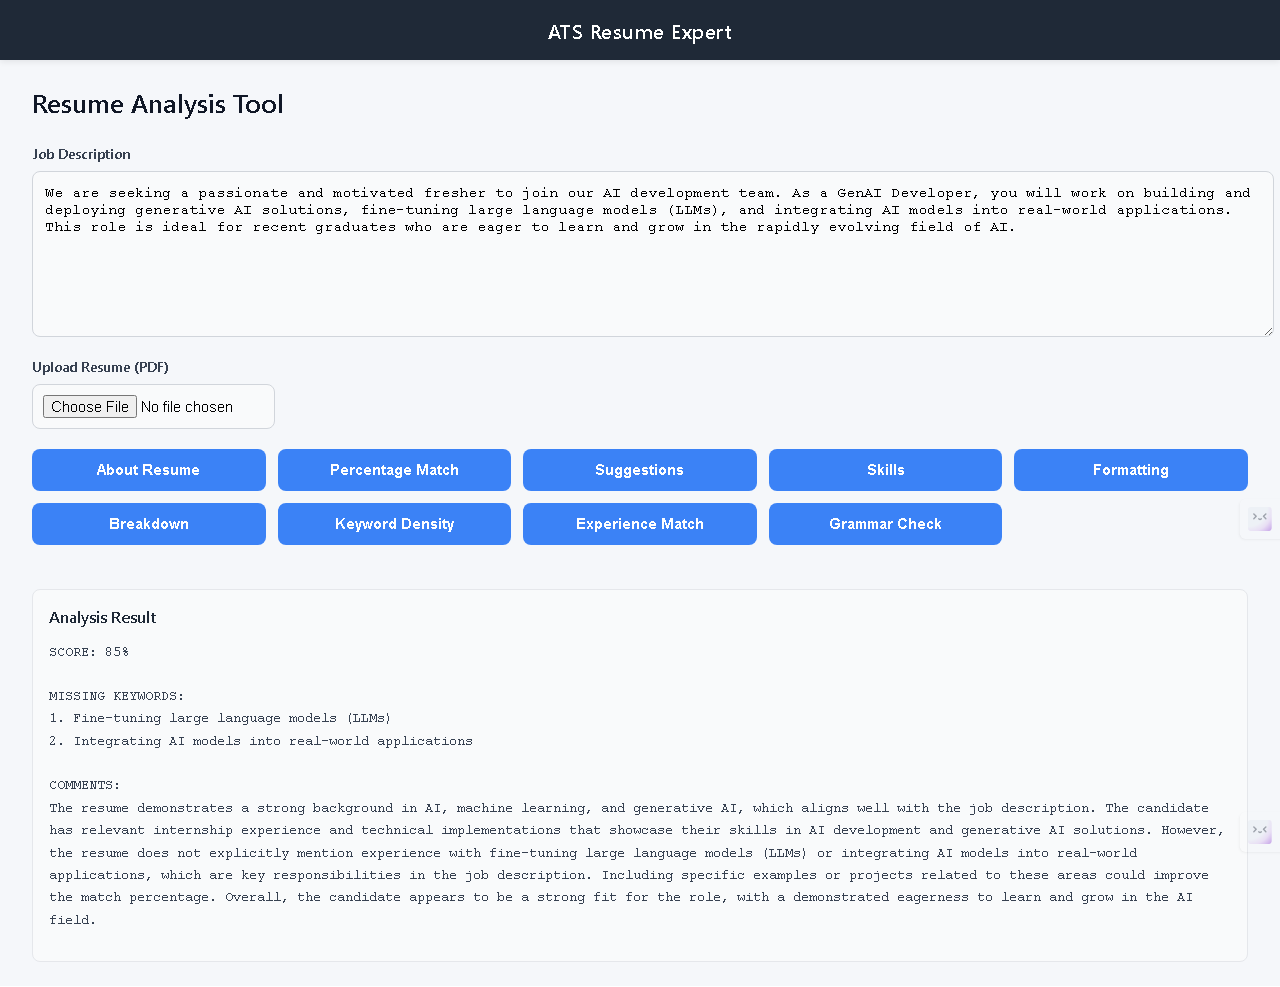 ATS Resume Expert
Resume Analysis Tool
Job Description
We are seeking a passionate and motivated fresher to join our AI development team. As a GenAI Developer, you will work on building and
deploying generative AI solutions, fine-tuning large language models (LLMs), and integrating AI models into real-world applications.
This role is ideal for recent graduates who are eager to learn and grow in the rapidly evolving field of AI.
Upload Resume (PDF)
Choose File No file chosen
About Resume Percentage Match Suggestions Skills Formatting
Breakdown Keyword Density Experience Match Grammar Check
Analysis Result
SCORE: 85%
MISSING KEYWORDS:
1. Fine-tuning large language models (LLMs)
2. Integrating AI models into real-world applications
COMMENTS:
The resume demonstrates a strong background in AI, machine learning, and generative AI, which aligns well with the job description. The candidate
has relevant internship experience and technical implementations that showcase their skills in AI development and generative AI solutions. However,
the resume does not explicitly mention experience with fine-tuning large language models (LLMs) or integrating AI models into real-world
applications, which are key responsibilities in the job description. Including specific examples or projects related to these areas could improve
the match percentage. Overall, the candidate appears to be a strong fit for the role, with a demonstrated eagerness to learn and grow in the AI
field.